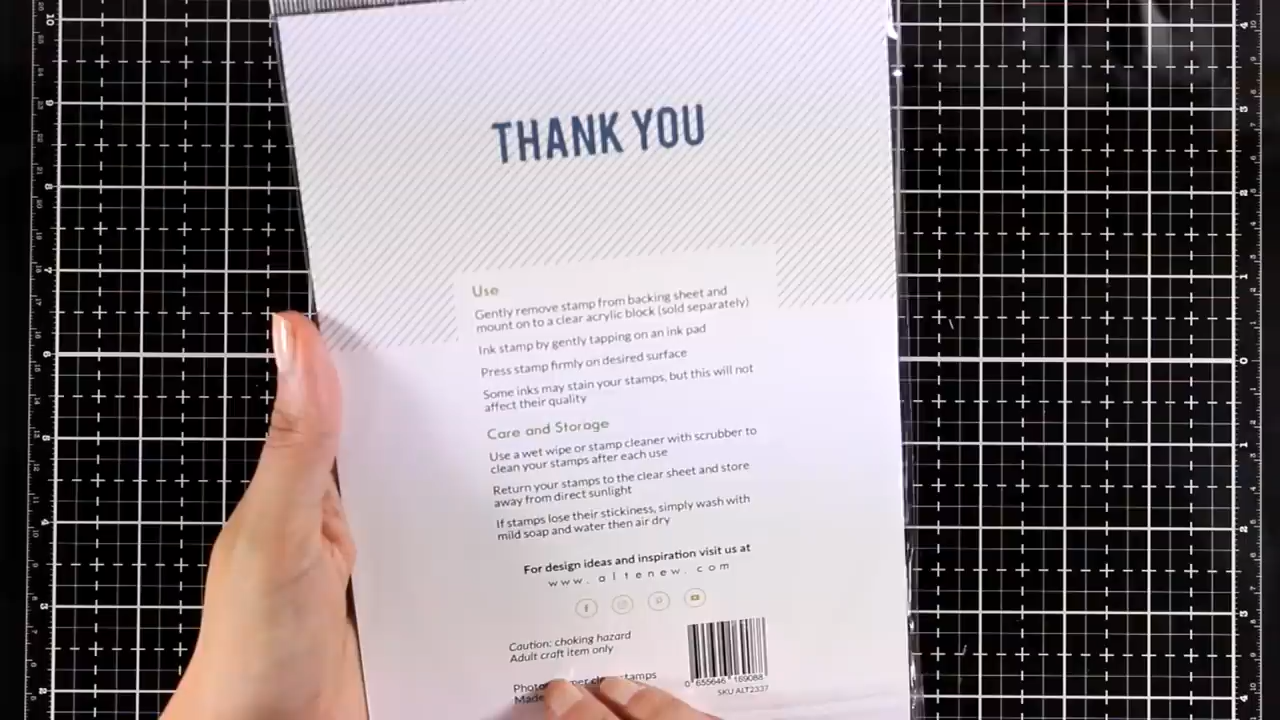 THANK YOU
Use
Gently remove stamp from backing sheet and
mount on to a clear acrylic block (sold separately)
Ink stamp by gently tapping on an ink pad
Press stamp firmly on desired surface
Some inks may stain your stamps, but this will not
affect their quality
Care and Storage
Use a wet wipe or stamp cleaner with scrubber to
clean your stamps after each use
Return your stamps to the clear sheet and store
away from direct sunlight
If stamps lose their stickiness, simply wash with
mild soap and water then air dry
For design ideas and inspiration visit us at
www.altenew.com
Caution: choking hazard
Adult craft item only
stamps
Made
0 655646 169088
SKU ALT2337